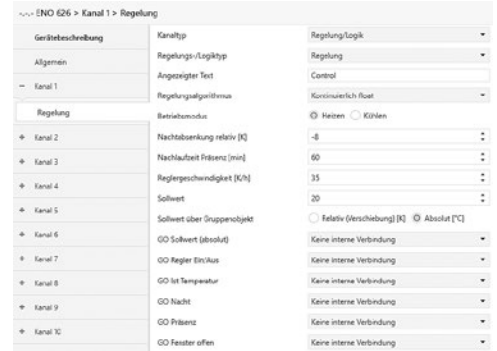 -.-.- ENO 626 > Kanal 1 > Regelung
Gerätebeschreibung
Allgemein
− Kanal 1
Regelung
+ Kanal 2
+ Kanal 3
+ Kanal 4
+ Kanal 5
+ Kanal 6
+ Kanal 7
+ Kanal 8
+ Kanal 9
+ Kanal 10
Kanaltyp Regelung/Logik
Regelungs-/Logiktyp Regelung
Angezeigter Text Control
Regelungsalgorithmus Kontinuierlich float
Betriebsmodus Heizen Kühlen
Nachtabsenkung relativ [K] -8
Nachlaufzeit Präsenz [min] 60
Reglergeschwindigkeit [K/h] 35
Sollwert 20
Sollwert über Gruppenobjekt Relativ (Verschiebung) [K] Absolut [°C]
GO Sollwert (absolut) Keine interne Verbindung
GO Regler Ein/Aus Keine interne Verbindung
GO Ist Temperatur Keine interne Verbindung
GO Nacht Keine interne Verbindung
GO Präsenz Keine interne Verbindung
GO Fenster offen Keine interne Verbindung